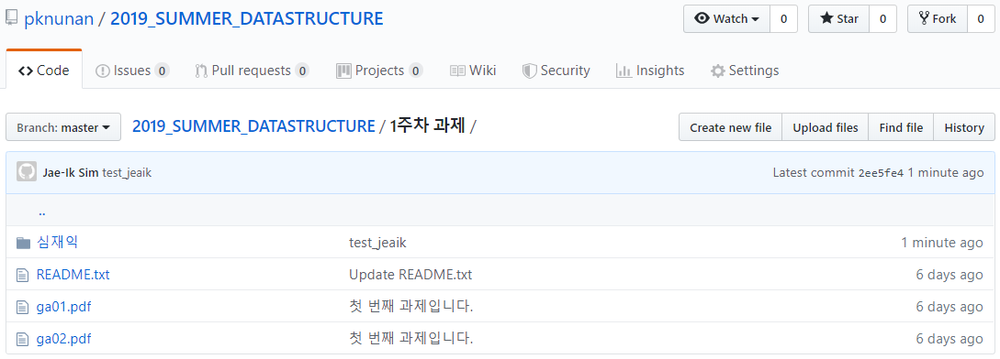 pknunan / 2019_SUMMER_DATASTRUCTURE Watch 0 Star 0 Fork 0
Code Issues 0 Pull requests 0 Projects 0 Wiki Security Insights Settings
Branch: master 2019_SUMMER_DATASTRUCTURE / 1주차 과제 / Create new file Upload files Find file History
Jae-Ik Sim test_jeaik Latest commit 2ee5fe4 1 minute ago
..
심재익 test_jeaik 1 minute ago
README.txt Update README.txt 6 days ago
ga01.pdf 첫 번째 과제입니다. 6 days ago
ga02.pdf 첫 번째 과제입니다. 6 days ago